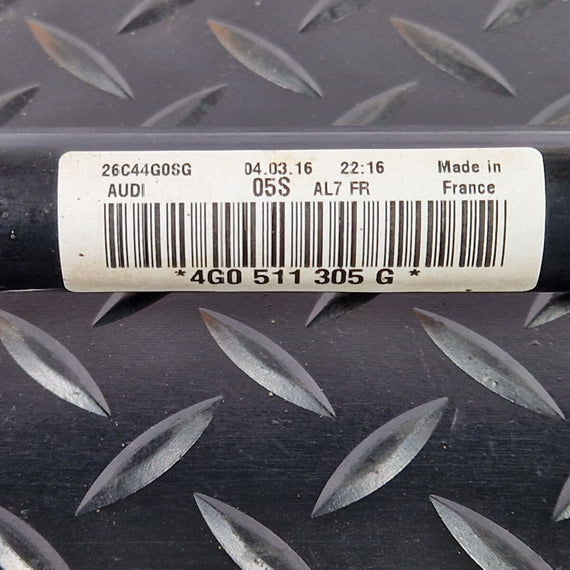 26C44G0SG 04.03.16 22:16 Made in
AUDI 05S AL7 FR France
*4G0 511 305 G *